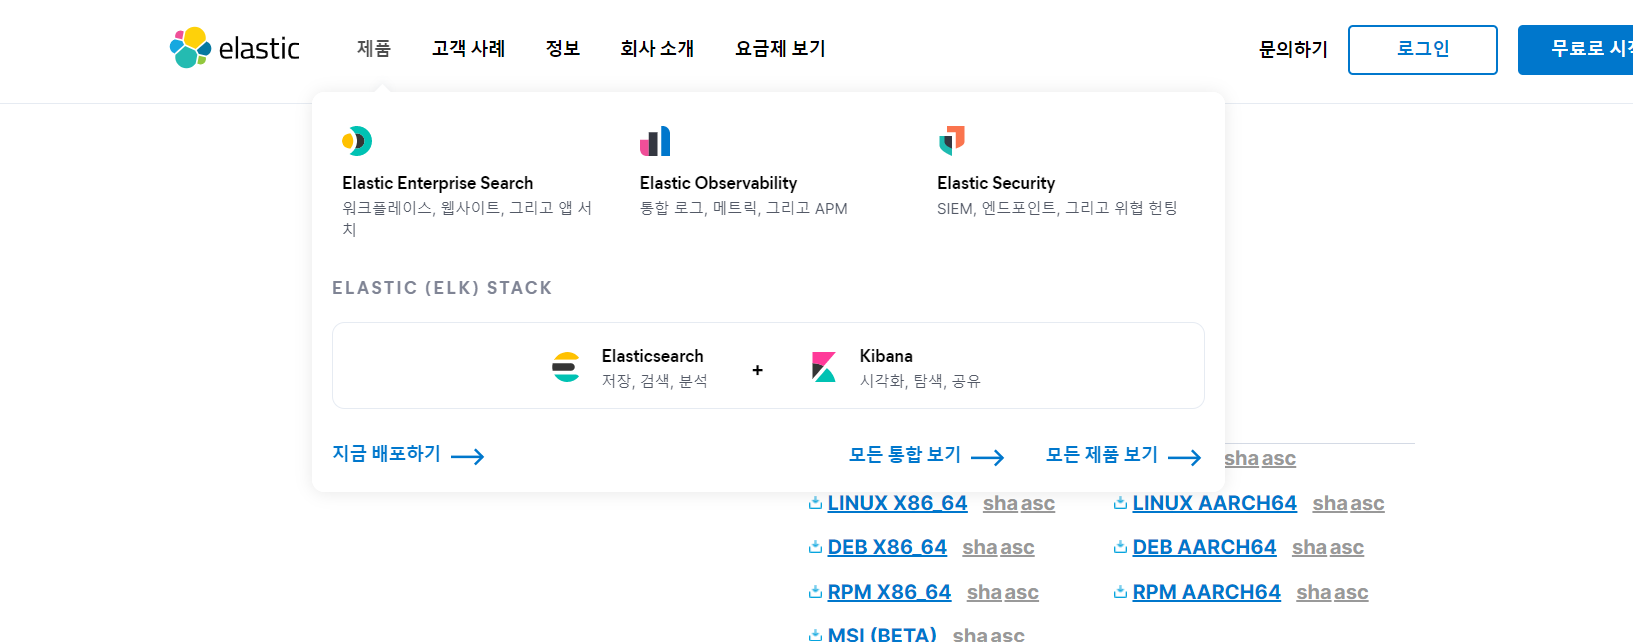 elastic
제품 고객 사례 정보 회사 소개 요금제 보기 문의하기 로그인 무료로 시작
Elastic Enterprise Search
워크플레이스, 웹사이트, 그리고 앱 서
치
Elastic Observability
통합 로그, 메트릭, 그리고 APM
Elastic Security
SIEM, 엔드포인트, 그리고 위협 헌팅
ELASTIC (ELK) STACK
Elasticsearch
저장, 검색, 분석
+
Kibana
시각화, 탐색, 공유
지금 배포하기 모든 통합 보기 모든 제품 보기
sha asc
LINUX X86_64 sha asc LINUX AARCH64 sha asc
DEB X86_64 sha asc DEB AARCH64 sha asc
RPM X86_64 sha asc RPM AARCH64 sha asc
MSI (BETA) sha asc